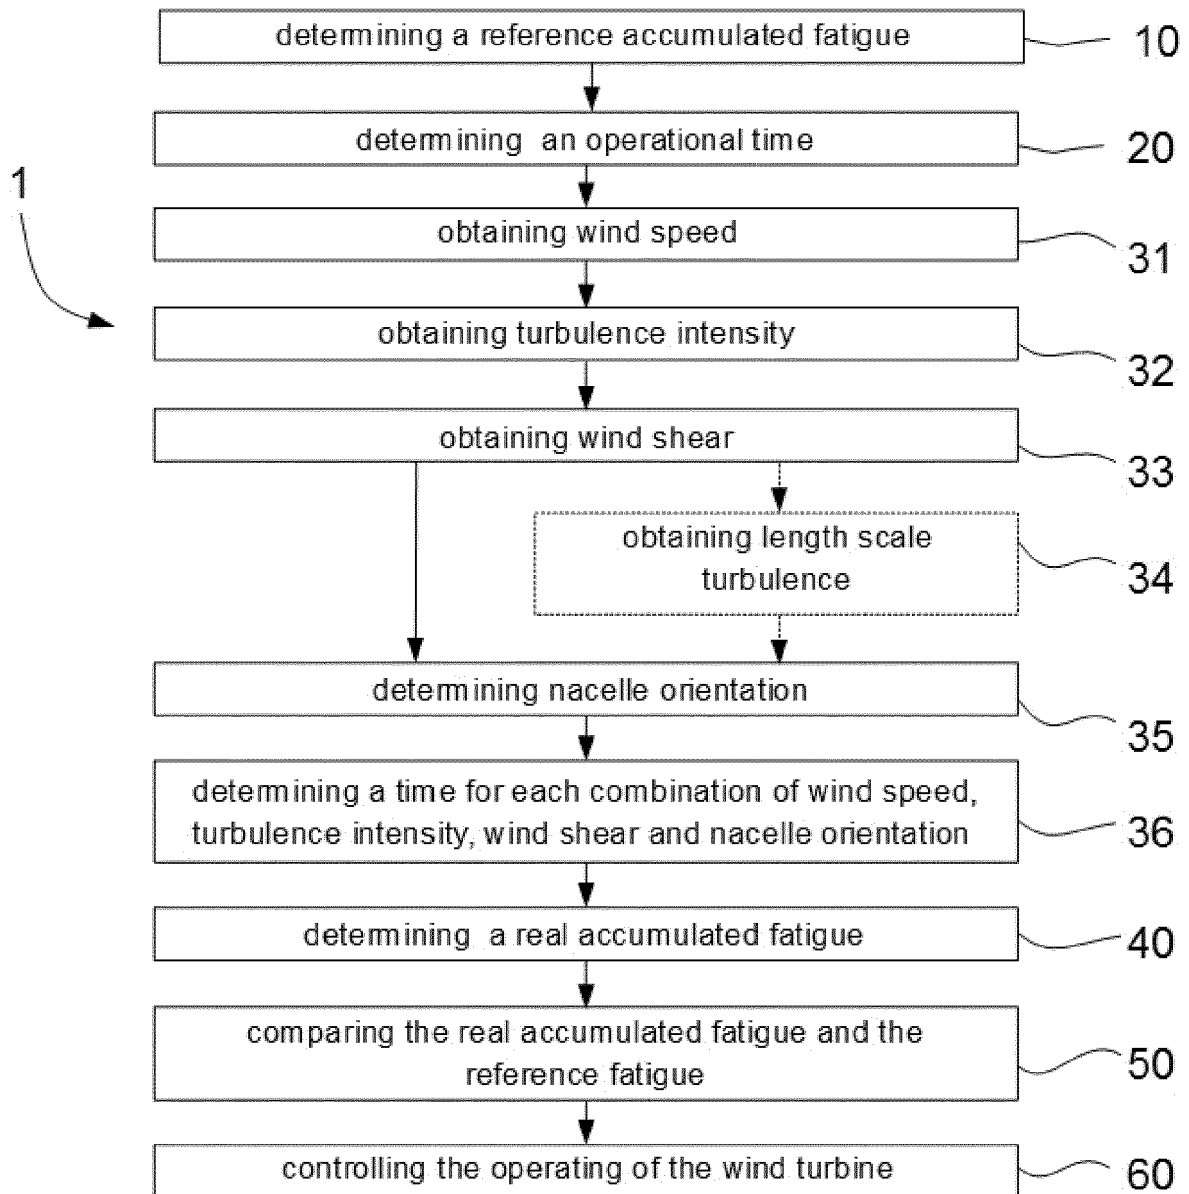 determining a reference accumulated fatigue
10
determining an operational time
20
1
obtaining wind speed
31
obtaining turbulence intensity
32
obtaining wind shear
33
obtaining length scale
turbulence
34
determining nacelle orientation
35
determining a time for each combination of wind speed,
turbulence intensity, wind shear and nacelle orientation
36
determining a real accumulated fatigue
40
comparing the real accumulated fatigue and the
reference fatigue
50
controlling the operating of the wind turbine
60